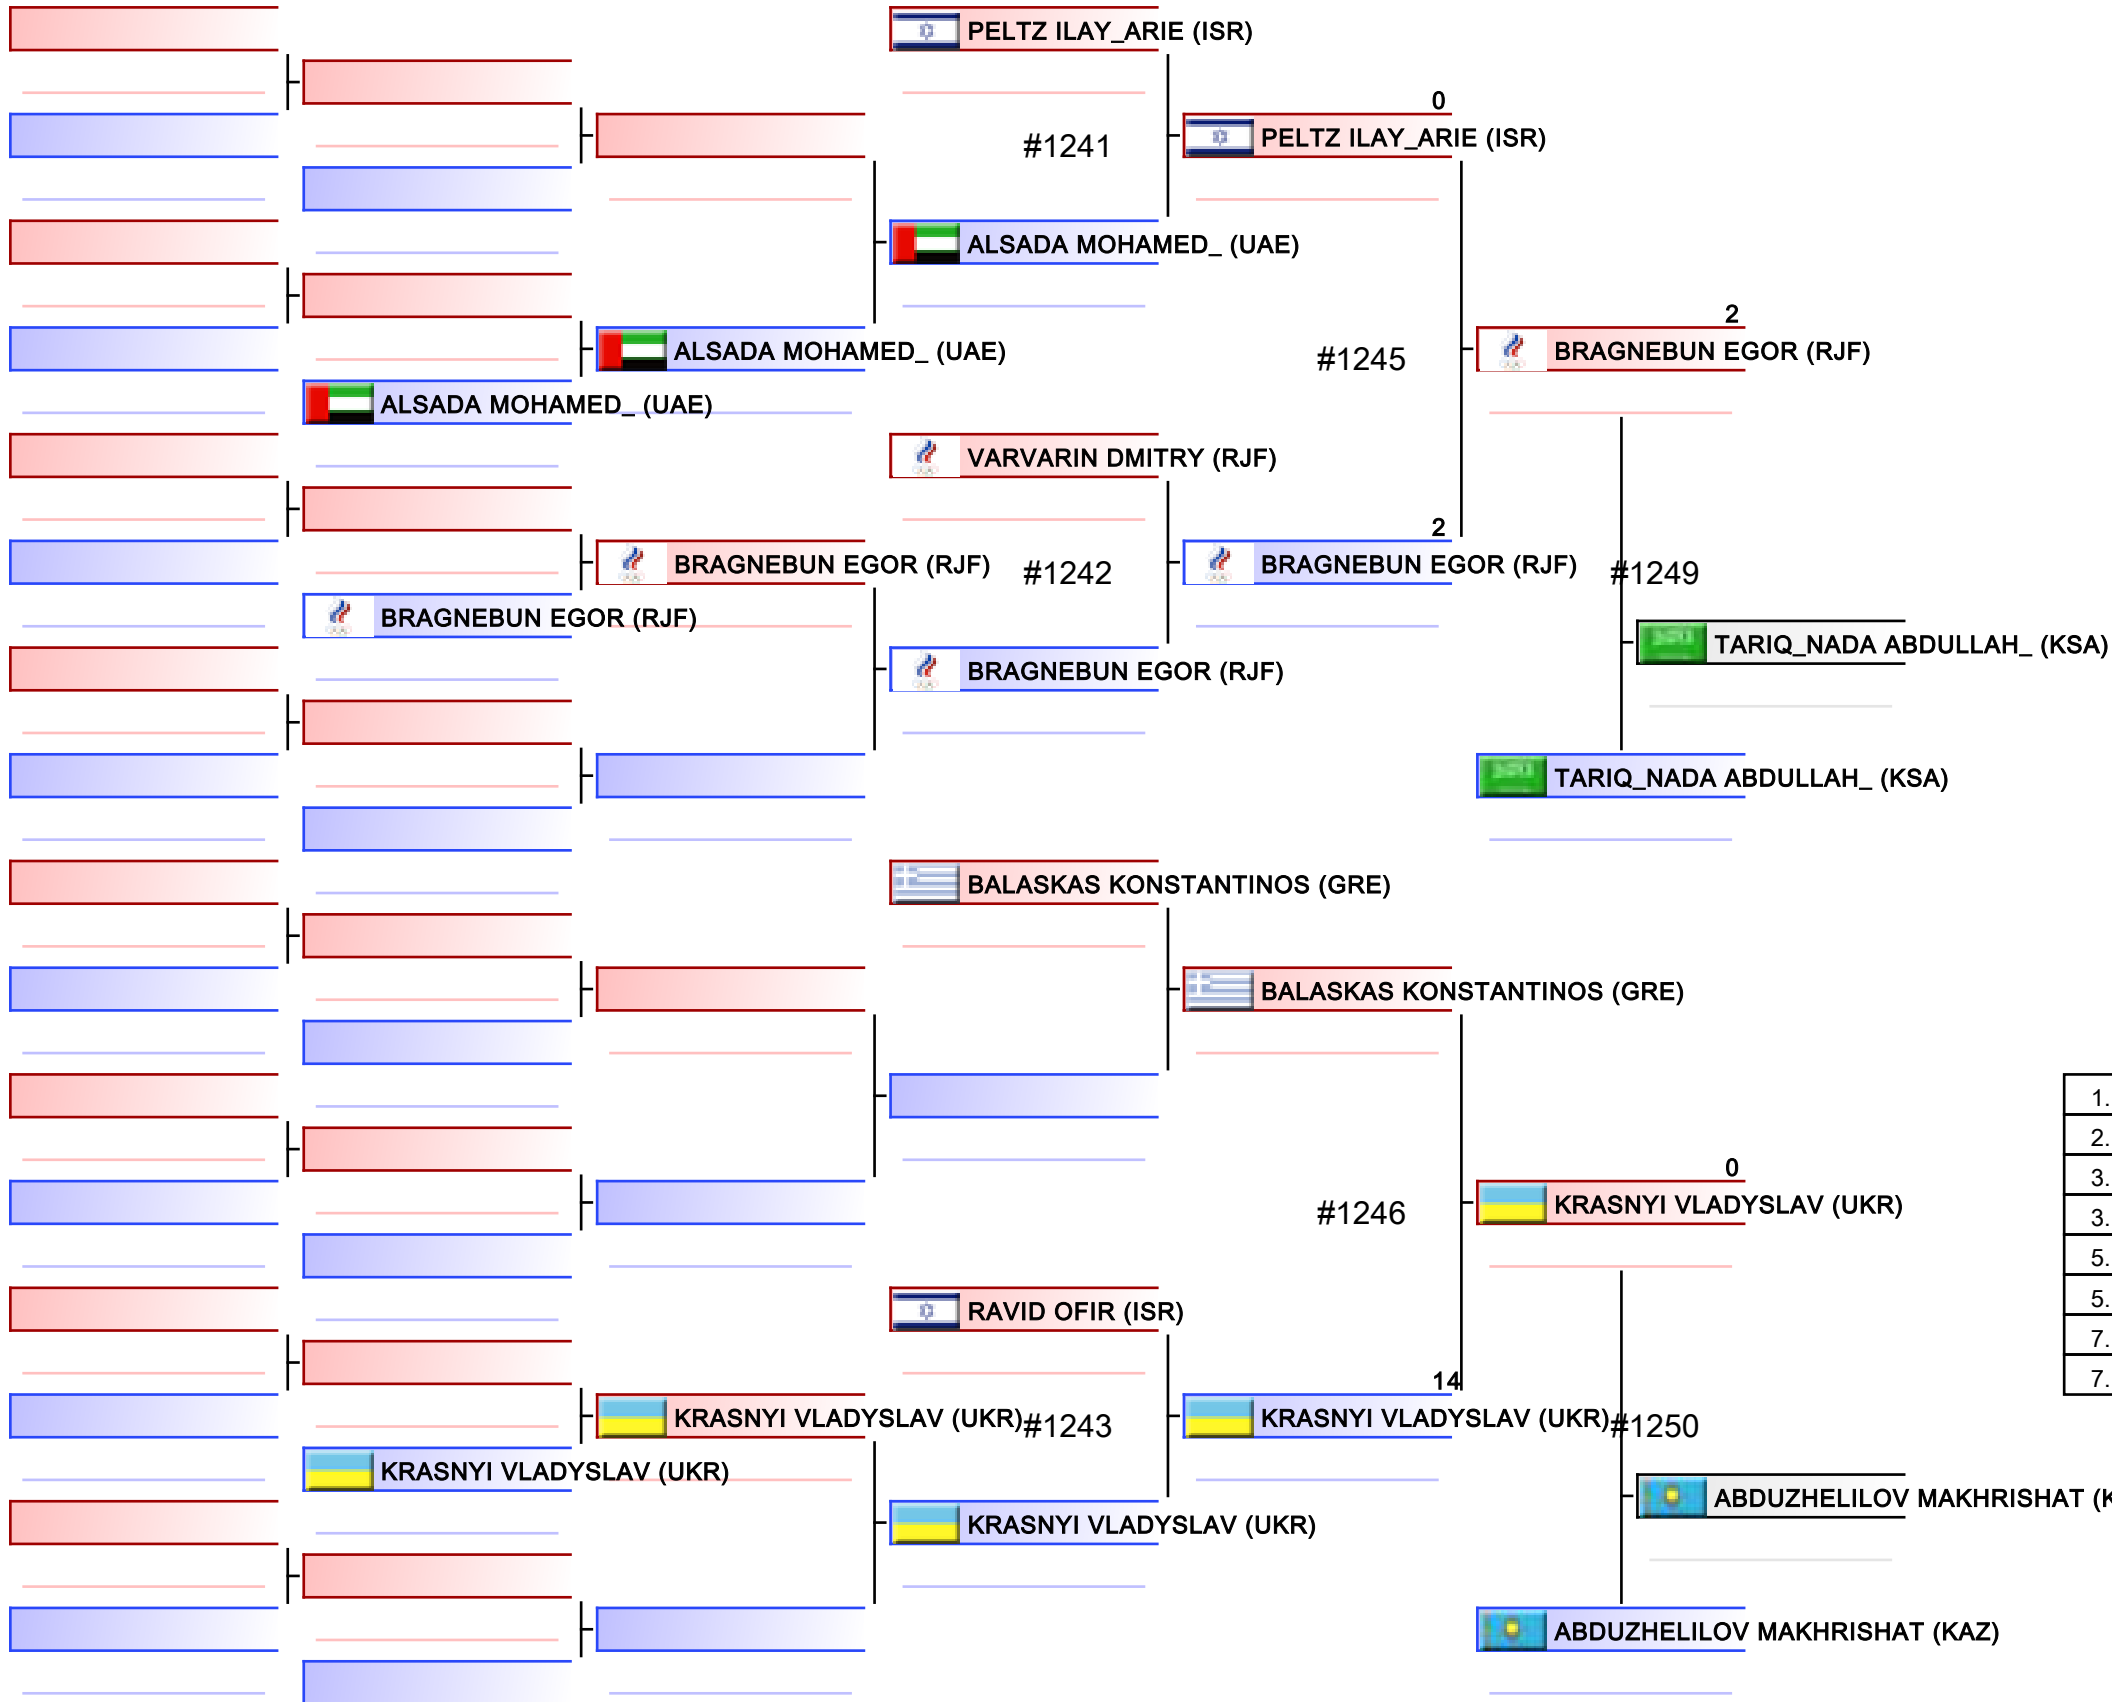 PELTZ ILAY_ARIE (ISR)
0
#1241
PELTZ ILAY_ARIE (ISR)
ALSADA MOHAMED_ (UAE)
2
ALSADA MOHAMED_ (UAE)
#1245
BRAGNEBUN EGOR (RJF)
ALSADA MOHAMED_ (UAE)
VARVARIN DMITRY (RJF)
2
BRAGNEBUN EGOR (RJF)
#1242
BRAGNEBUN EGOR (RJF)
#1249
BRAGNEBUN EGOR (RJF)
TARIQ_NADA ABDULLAH_ (KSA)
BRAGNEBUN EGOR (RJF)
TARIQ_NADA ABDULLAH_ (KSA)
BALASKAS KONSTANTINOS (GRE)
BALASKAS KONSTANTINOS (GRE)
1.
2.
3.
0
3.
KRASNYI VLADYSLAV (UKR)
#1246
5.
5.
RAVID OFIR (ISR)
7.
7.
14
KRASNYI VLADYSLAV (UKR)
#1243
KRASNYI VLADYSLAV (UKR)
#1250
KRASNYI VLADYSLAV (UKR)
ABDUZHELILOV MAKHRISHAT (K
KRASNYI VLADYSLAV (UKR)
ABDUZHELILOV MAKHRISHAT (KAZ)